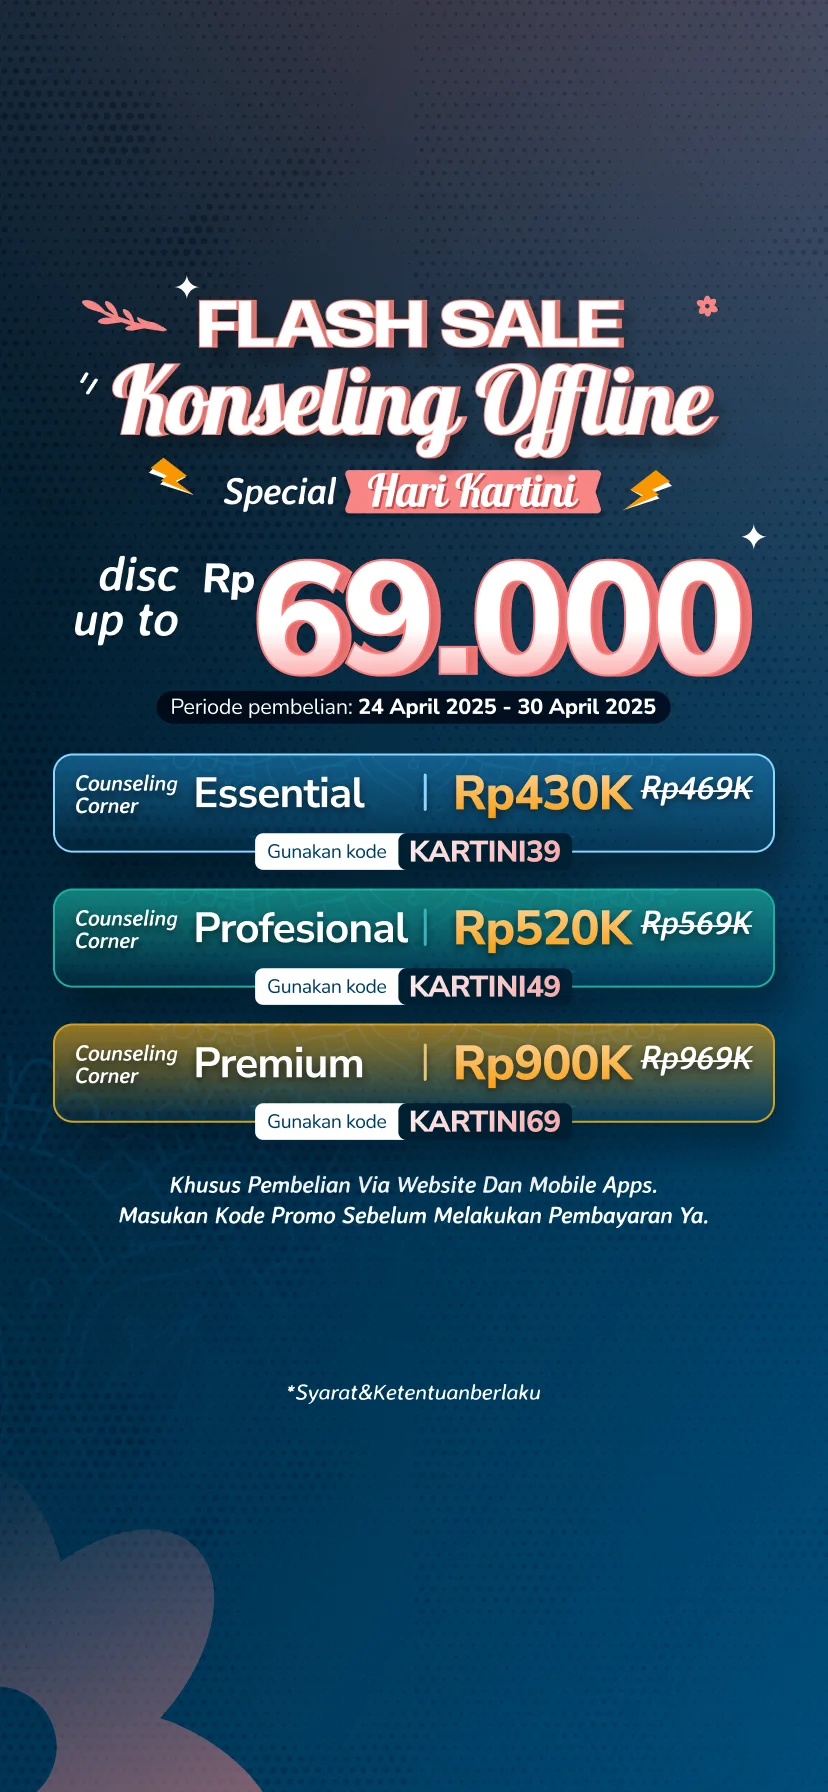 FLASH SALE
Konseling Offline
Special Hari Kartini
disc up to Rp 69.000
Periode pembelian: 24 April 2025 - 30 April 2025
Counseling Corner Essential | Rp430K Rp469K
Gunakan kode KARTINI39
Counseling Corner Profesional | Rp520K Rp569K
Gunakan kode KARTINI49
Counseling Corner Premium | Rp900K Rp969K
Gunakan kode KARTINI69
Khusus Pembelian Via Website Dan Mobile Apps.
Masukan Kode Promo Sebelum Melakukan Pembayaran Ya.
*Syarat&Ketentuanberlaku